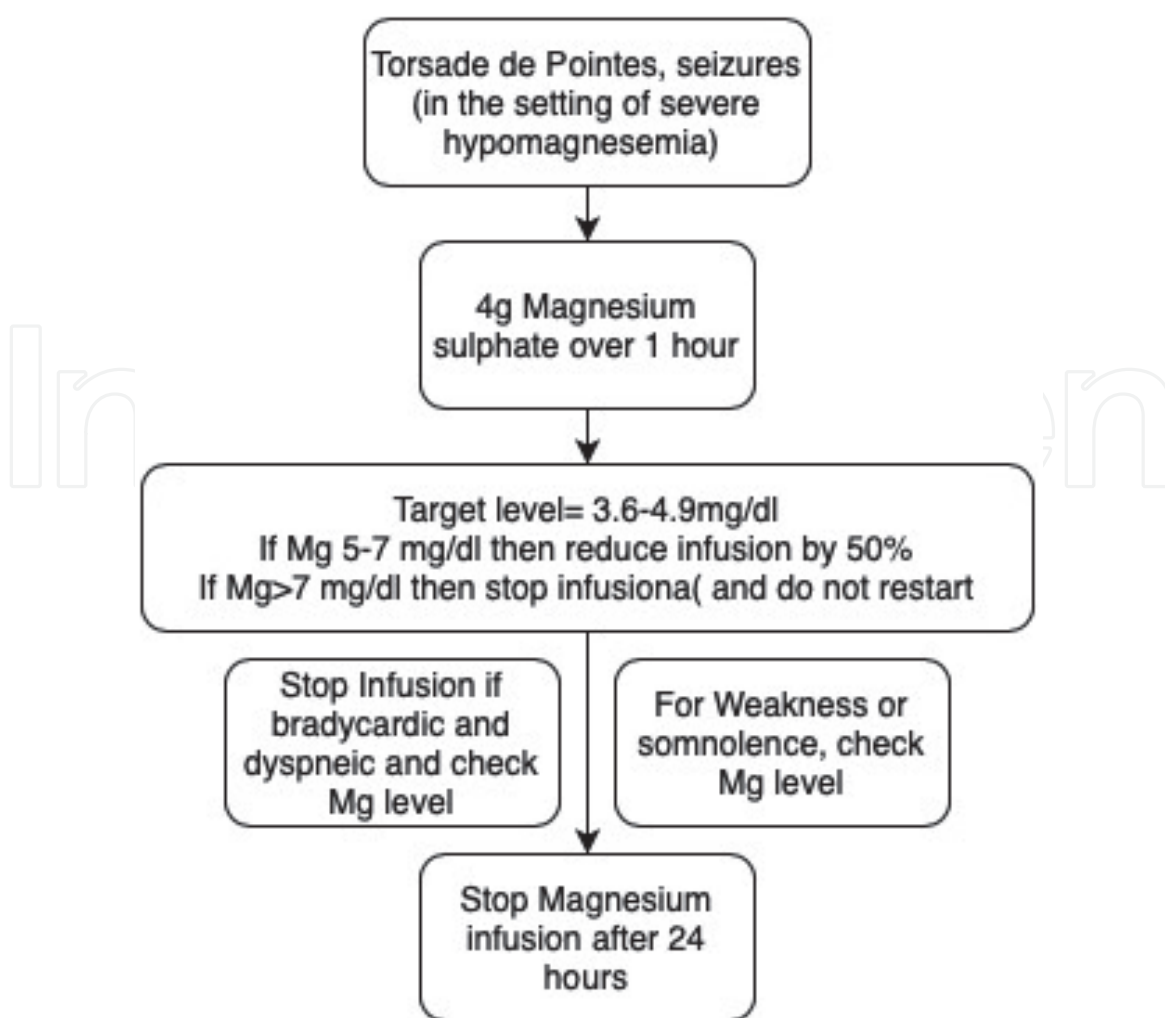 Torsade de Pointes, seizures
(in the setting of severe
hypomagnesemia)
4g Magnesium
sulphate over 1 hour
Target level= 3.6-4.9mg/dl
If Mg 5-7 mg/dl then reduce infusion by 50%
If Mg>7 mg/dl then stop infusiona( and do not restart
Stop Infusion if
bradycardic and
dyspneic and check
Mg level
For Weakness or
somnolence, check
Mg level
Stop Magnesium
infusion after 24
hours